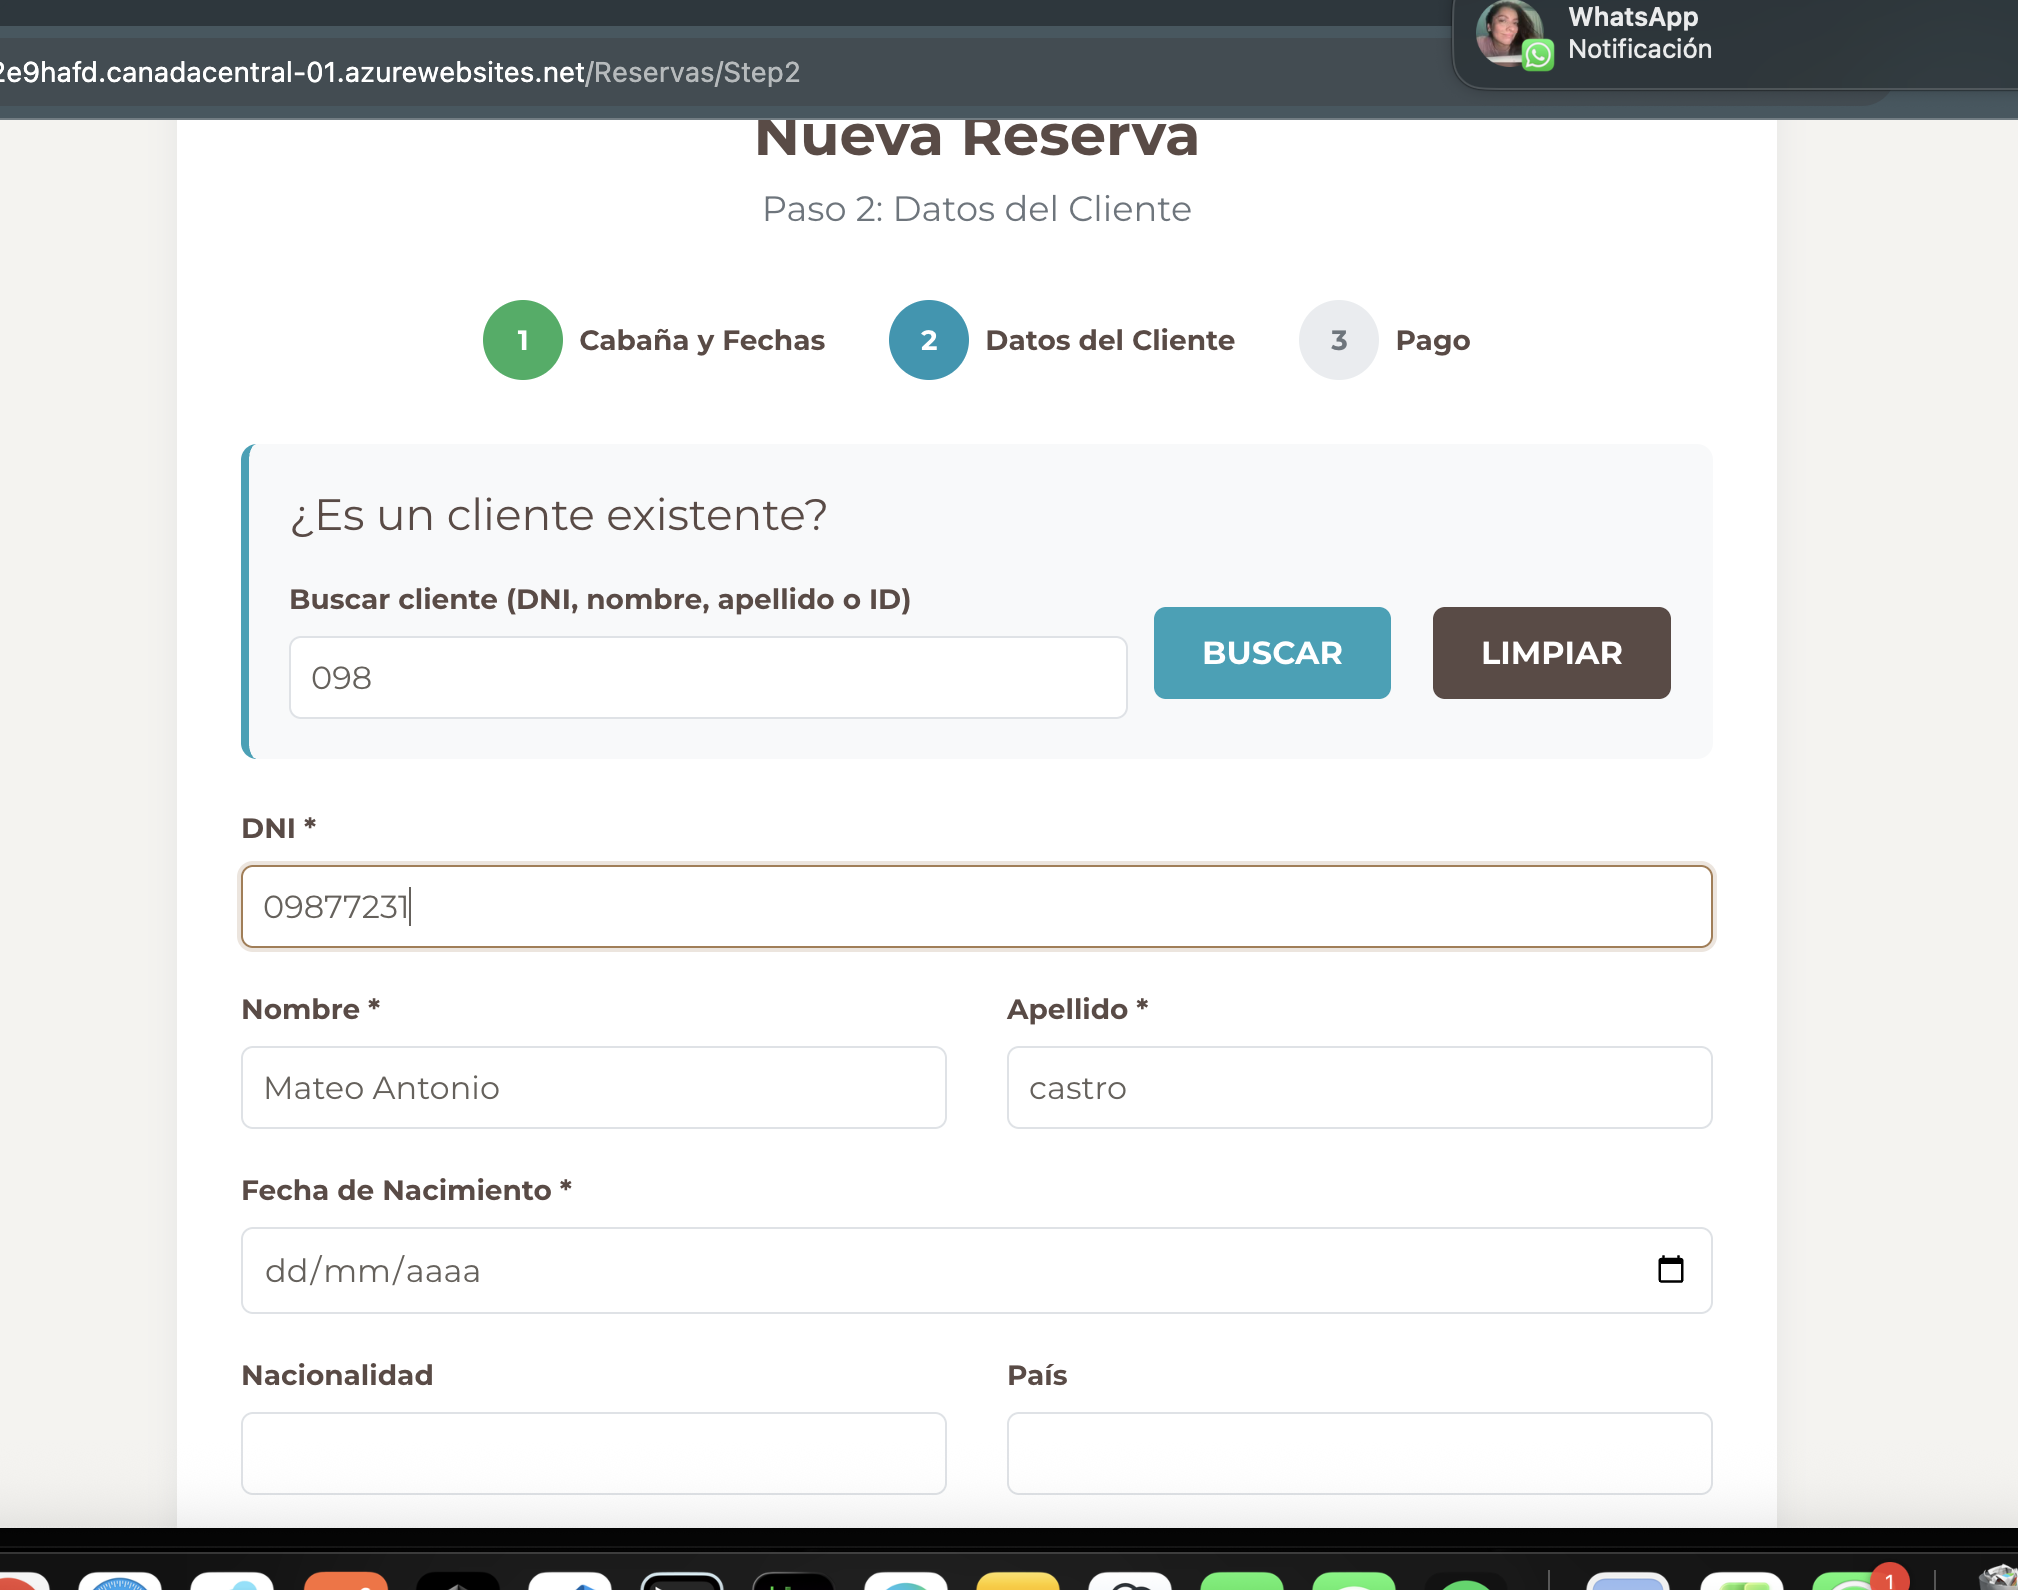 WhatsApp
Notificación
2e9hafd.canadacentral-01.azurewebsites.net/Reservas/Step2
Nueva Reserva
Paso 2: Datos del Cliente
1 Cabaña y Fechas 2 Datos del Cliente 3 Pago
¿Es un cliente existente?
Buscar cliente (DNI, nombre, apellido o ID)
098 BUSCAR LIMPIAR
DNI *
09877231
Nombre * Apellido *
Mateo Antonio castro
Fecha de Nacimiento *
dd/mm/aaaa
Nacionalidad País
1